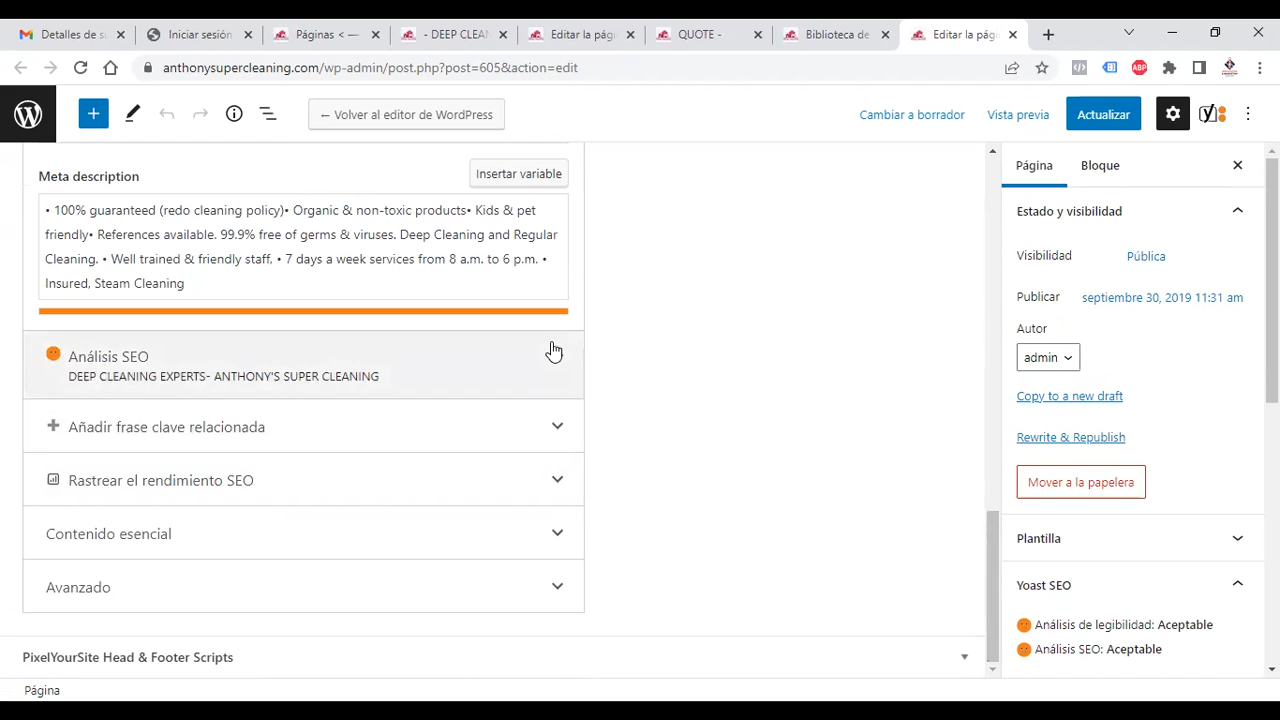 Detalles de su
Iniciar sesión
Páginas < —
- DEEP CLEAN
Editar la pág
QUOTE -
Biblioteca de
Editar la pág
anthonysupercleaning.com/wp-admin/post.php?post=605&action=edit
ABP
← Volver al editor de WordPress
Cambiar a borrador
Vista previa
Actualizar
Meta description
Insertar variable
• 100% guaranteed (redo cleaning policy)• Organic & non-toxic products• Kids & pet
friendly• References available. 99.9% free of germs & viruses. Deep Cleaning and Regular
Cleaning. • Well trained & friendly staff. • 7 days a week services from 8 a.m. to 6 p.m. •
Insured, Steam Cleaning
Análisis SEO
DEEP CLEANING EXPERTS- ANTHONY'S SUPER CLEANING
Añadir frase clave relacionada
Rastrear el rendimiento SEO
Contenido esencial
Avanzado
PixelYourSite Head & Footer Scripts
Página
Página
Bloque
Estado y visibilidad
Visibilidad
Pública
Publicar
septiembre 30, 2019 11:31 am
Autor
admin
Copy to a new draft
Rewrite & Republish
Mover a la papelera
Plantilla
Yoast SEO
Análisis de legibilidad: Aceptable
Análisis SEO: Aceptable